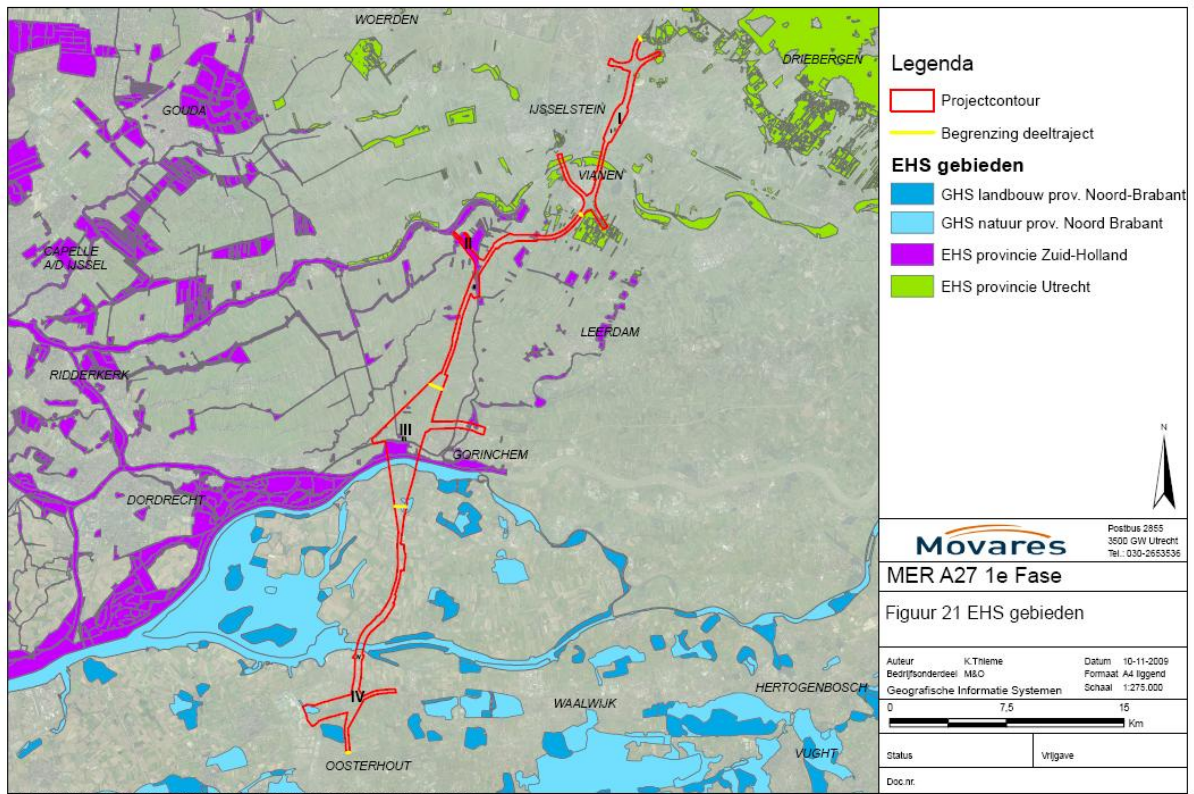 WOERDEN
DRIEBERGEN
GOUDA
IJSSELSTEIN
I
VIANEN
II
CAPELLE
A/D IJSSEL
LEERDAM
RIDDERKERK
III
GORINCHEM
DORDRECHT
IV
HERTOGENBOSCH
WAALWIJK
VUGHT
OOSTERHOUT
Legenda
Projectcontour
Begrenzing deeltraject
EHS gebieden
GHS landbouw prov. Noord-Brabant
GHS natuur prov. Noord Brabant
EHS provincie Zuid-Holland
EHS provincie Utrecht
N
Movares
Postbus 2855
3500 GW Utrecht
Tel.: 030-2653536
MER A27 1e Fase
Figuur 21 EHS gebieden
Auteur K.Thieme Datum 10-11-2009
Bedrijfsonderdeel M&O Formaat A4 liggend
Geografische Informatie Systemen Schaal 1:275.000
0 7,5 15
Km
Status Vrijgave
Doc.nr.